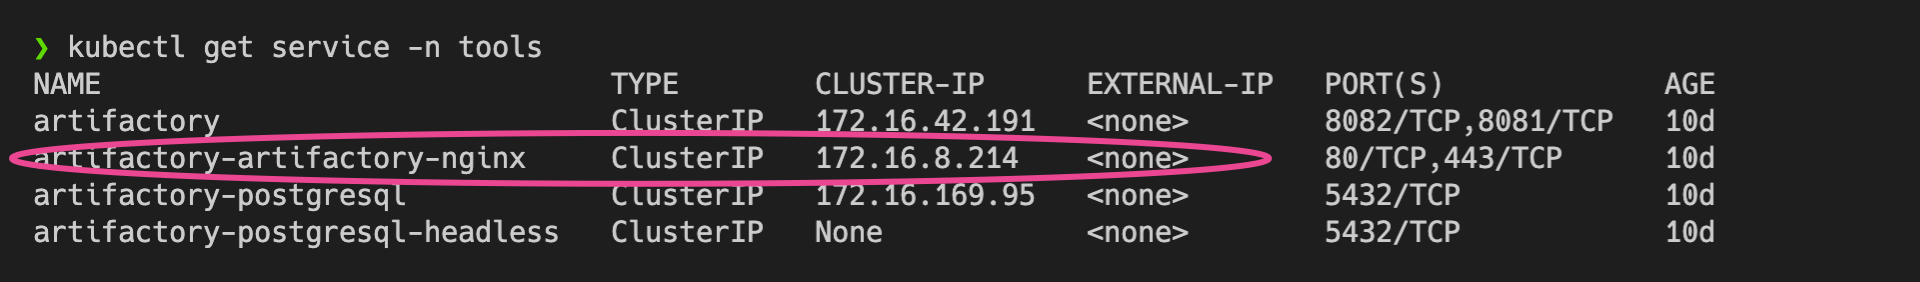 ❯ kubectl get service -n tools
NAME TYPE CLUSTER-IP EXTERNAL-IP PORT(S) AGE
artifactory ClusterIP 172.16.42.191 <none> 8082/TCP,8081/TCP 10d
artifactory-artifactory-nginx ClusterIP 172.16.8.214 <none> 80/TCP,443/TCP 10d
artifactory-postgresql ClusterIP 172.16.169.95 <none> 5432/TCP 10d
artifactory-postgresql-headless ClusterIP None <none> 5432/TCP 10d